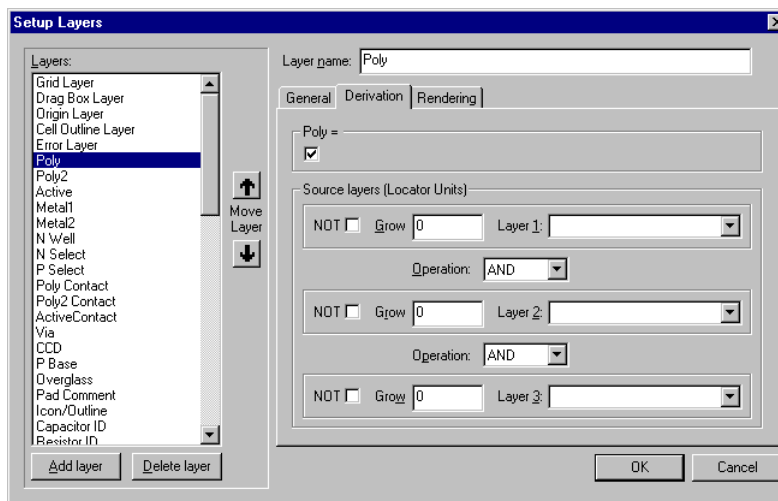 Setup Layers
Layers:
Grid Layer
Drag Box Layer
Origin Layer
Cell Outline Layer
Error Layer
Poly
Poly2
Active
Metal1
Metal2
N Well
N Select
P Select
Poly Contact
Poly2 Contact
ActiveContact
Via
CCD
P Base
Overglass
Pad Comment
Icon/Outline
Capacitor ID
Resistor ID
Add layer
Delete layer
Move
Layer
Layer name: Poly
General Derivation Rendering
Poly =
Source layers (Locator Units)
NOT Grow 0 Layer 1:
Operation: AND
NOT Grow 0 Layer 2:
Operation: AND
NOT Grow 0 Layer 3:
OK Cancel